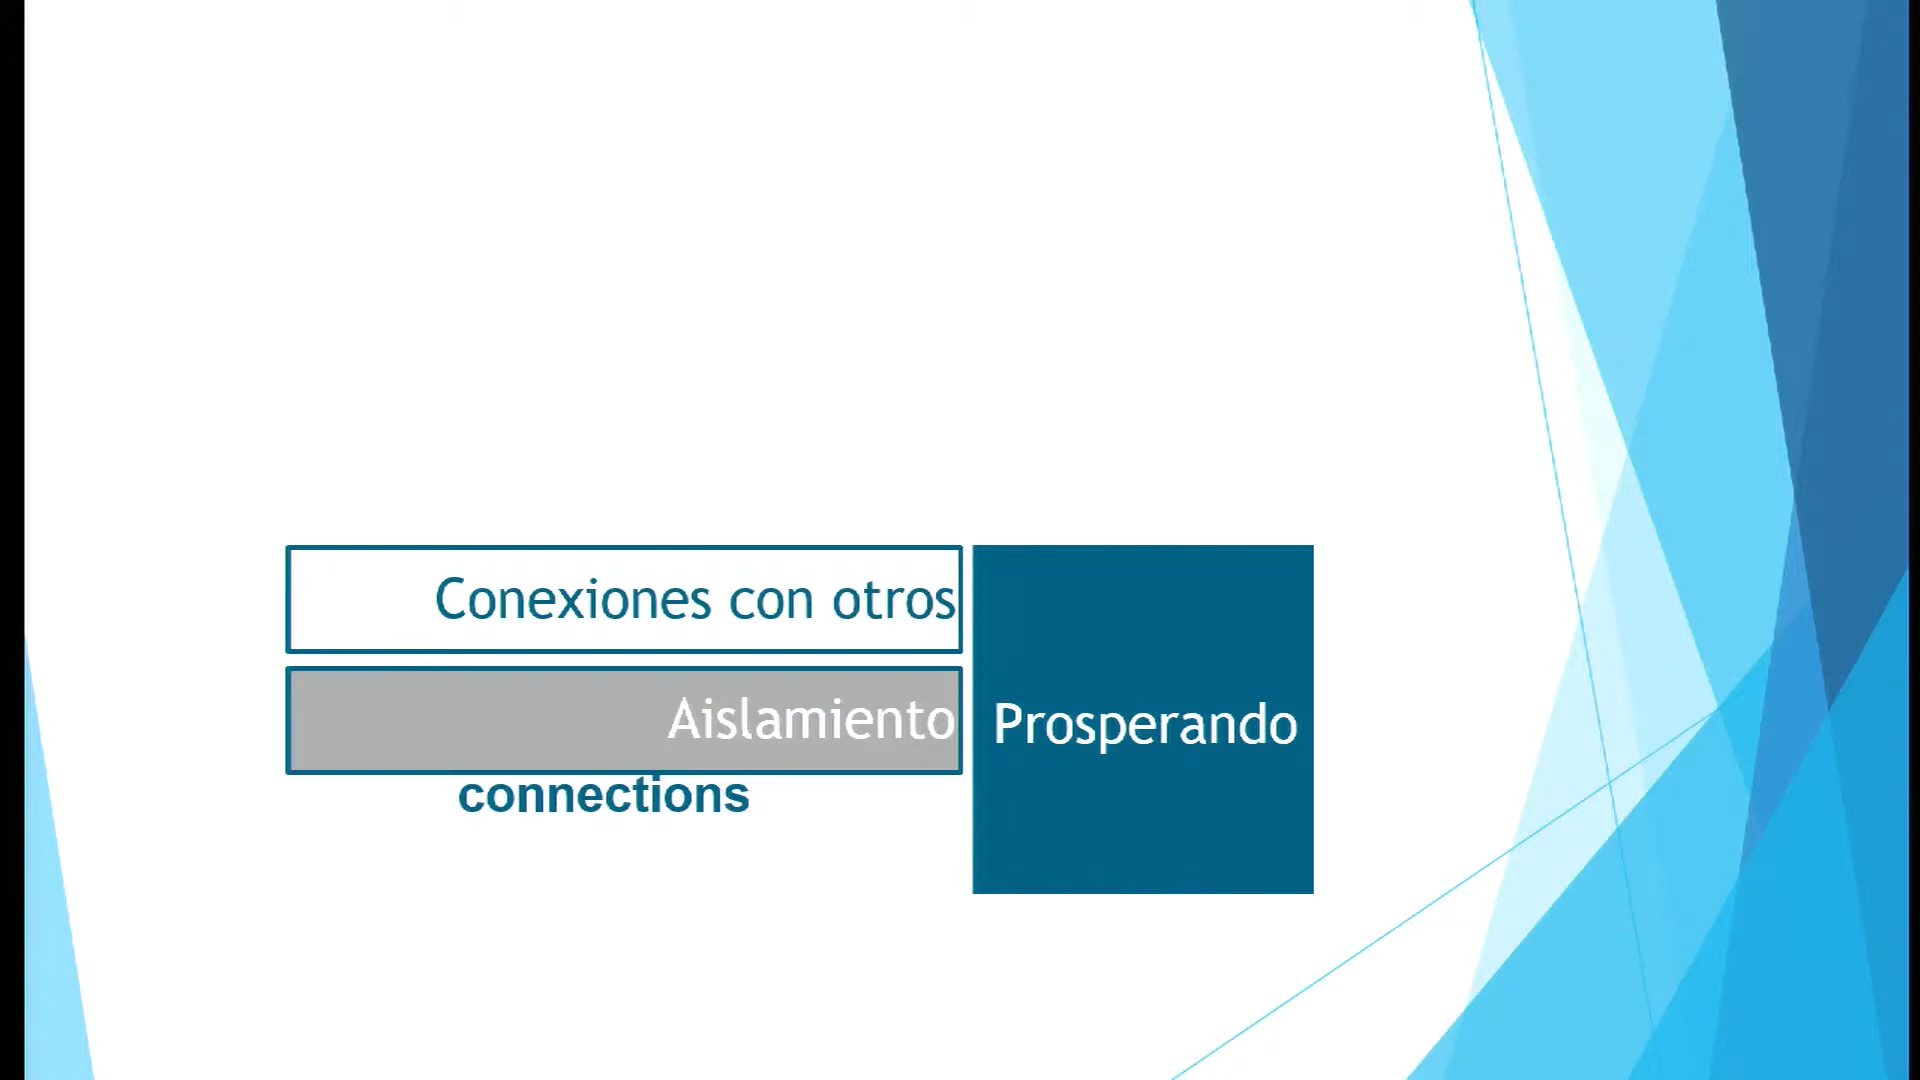 Conexiones con otros
Aislamiento
Prosperando
connections